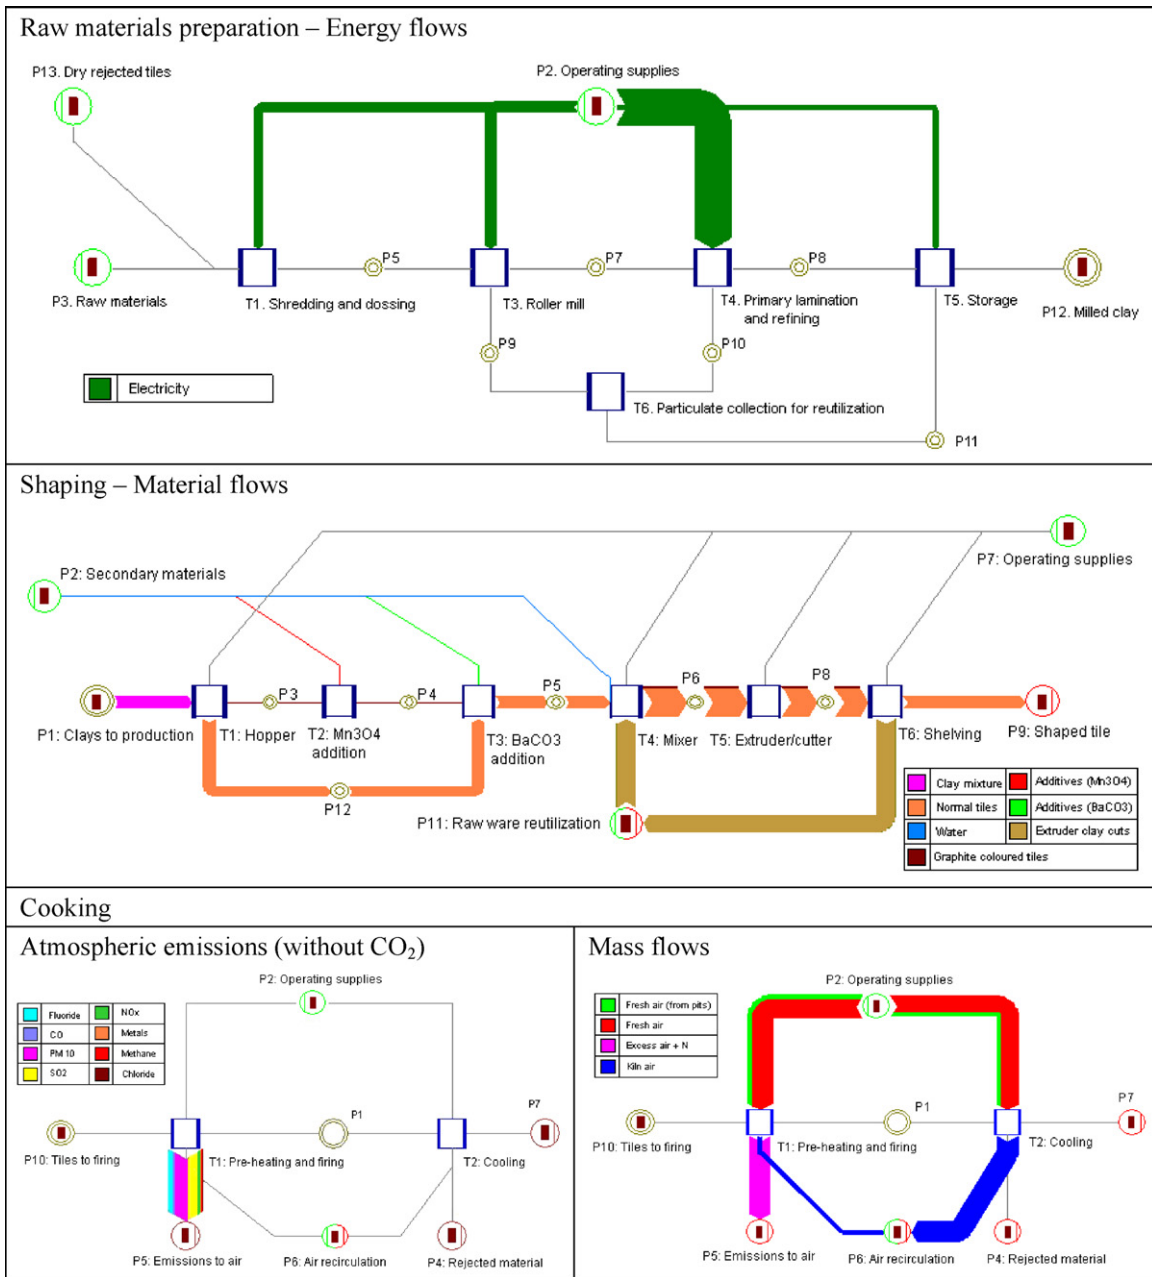 Raw materials preparation – Energy flows
P13. Dry rejected tiles
P2. Operating supplies
P5
P7
P8
P3. Raw materials
T1. Shredding and dossing
T3. Roller mill
T4. Primary lamination
and refining
T5. Storage
P12. Milled clay
P9
P10
Electricity
T6. Particulate collection for reutilization
P11
Shaping – Material flows
P7: Operating supplies
P2: Secondary materials
P3
P4
P5
P6
P8
P1: Clays to production
T1: Hopper
T2: Mn3O4
addition
T3: BaCO3
addition
T4: Mixer
T5: Extruder/cutter
T6: Shelving
P9: Shaped tile
P12
P11: Raw ware reutilization
Clay mixture
Additives (Mn3O4)
Normal tiles
Additives (BaCO3)
Water
Extruder clay cuts
Graphite coloured tiles
Cooking
Atmospheric emissions (without CO₂)
P2: Operating supplies
Fluoride
NOx
CO
Metals
PM 10
Methane
SO2
Chloride
P1
P7
P10: Tiles to firing
T1: Pre-heating and firing
T2: Cooling
P5: Emissions to air
P6: Air recirculation
P4: Rejected material
Mass flows
P2: Operating supplies
Fresh air (from pits)
Fresh air
Excess air + N
Kiln air
P1
P7
P10: Tiles to firing
T1: Pre-heating and firing
T2: Cooling
P5: Emissions to air
P6: Air recirculation
P4: Rejected material